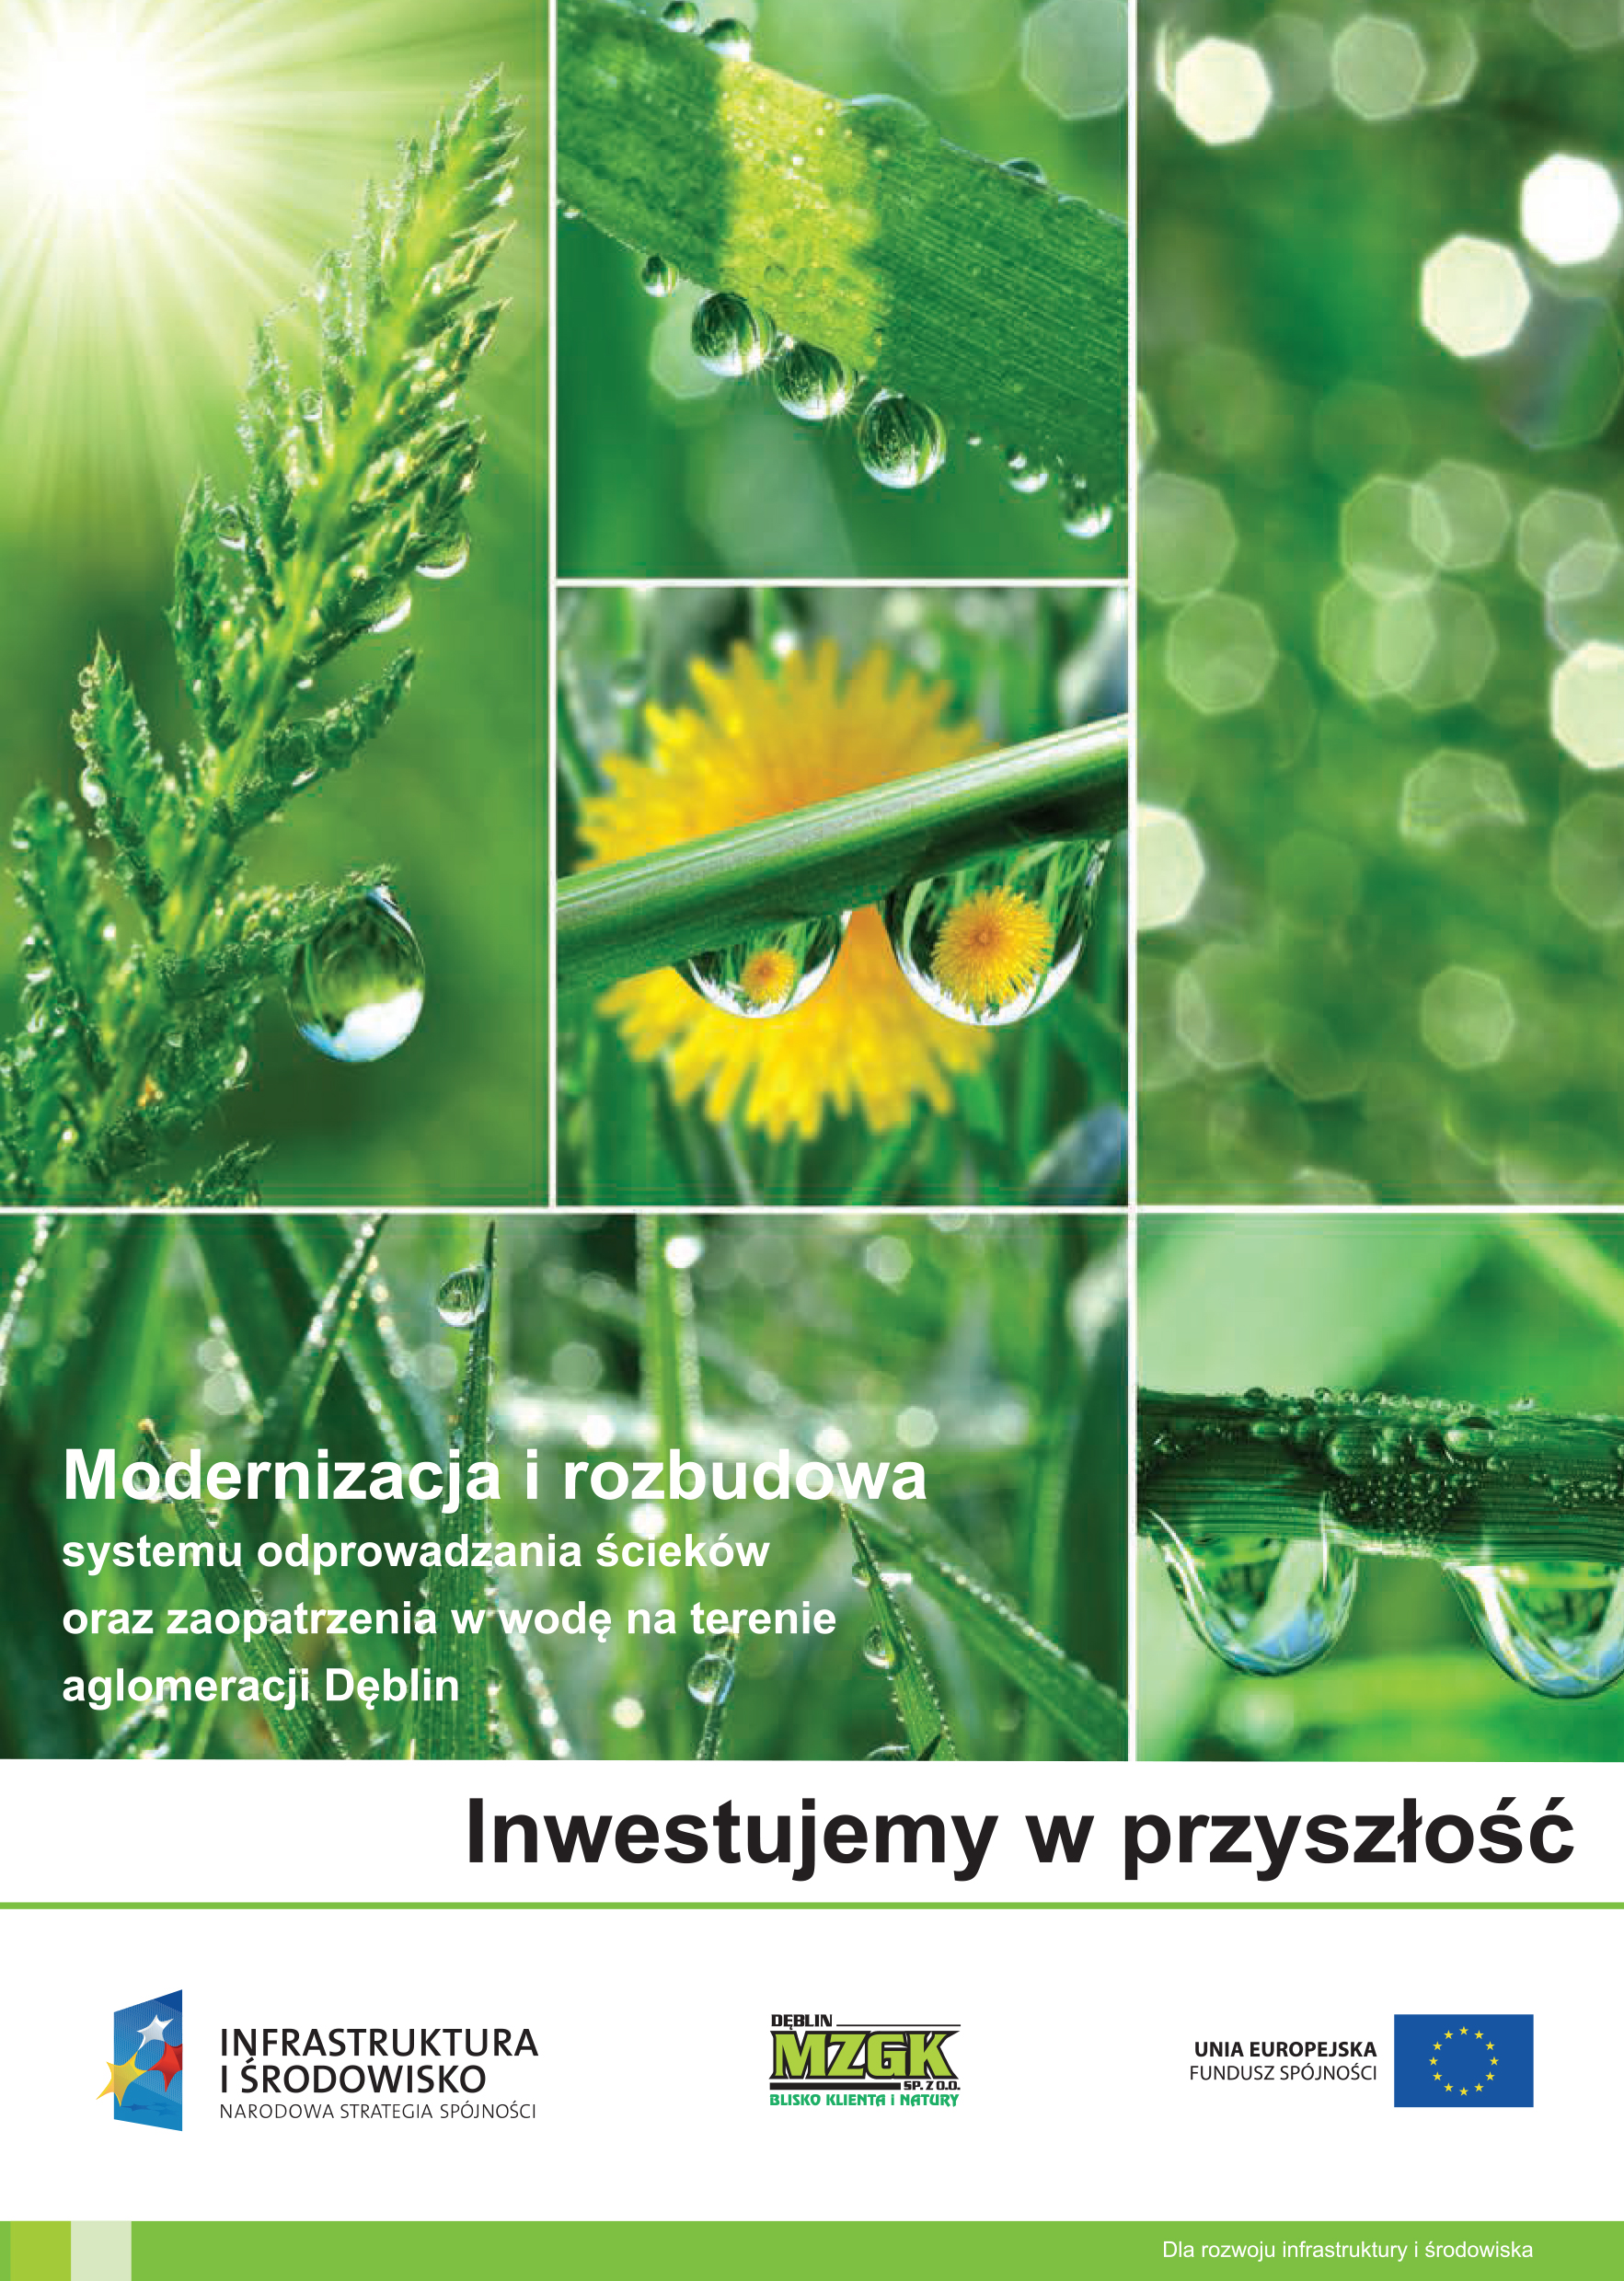 Modernizacja i rozbudowa
systemu odprowadzania ścieków
oraz zaopatrzenia w wodę na terenie
aglomeracji Dęblin
Inwestujemy w przyszłość
INFRASTRUKTURA
I ŚRODOWISKO
NARODOWA STRATEGIA SPÓJNOŚCI
DĘBLIN
MZGK
SP. Z O.O.
BLISKO KLIENTA i NATURY
UNIA EUROPEJSKA
FUNDUSZ SPÓJNOŚCI
Dla rozwoju infrastruktury i środowiska